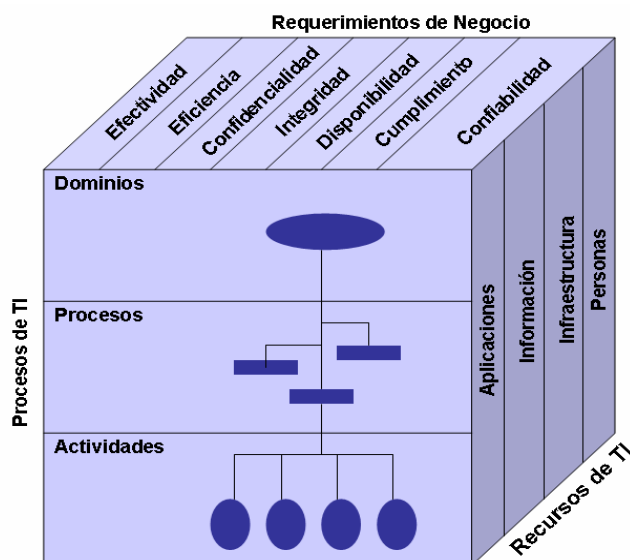 Requerimientos de Negocio
Efectividad
Eficiencia
Confidencialidad
Integridad
Disponibilidad
Cumplimiento
Confiabilidad
Procesos de TI
Dominios
Procesos
Actividades
Aplicaciones
Información
Infraestructura
Personas
Recursos de TI